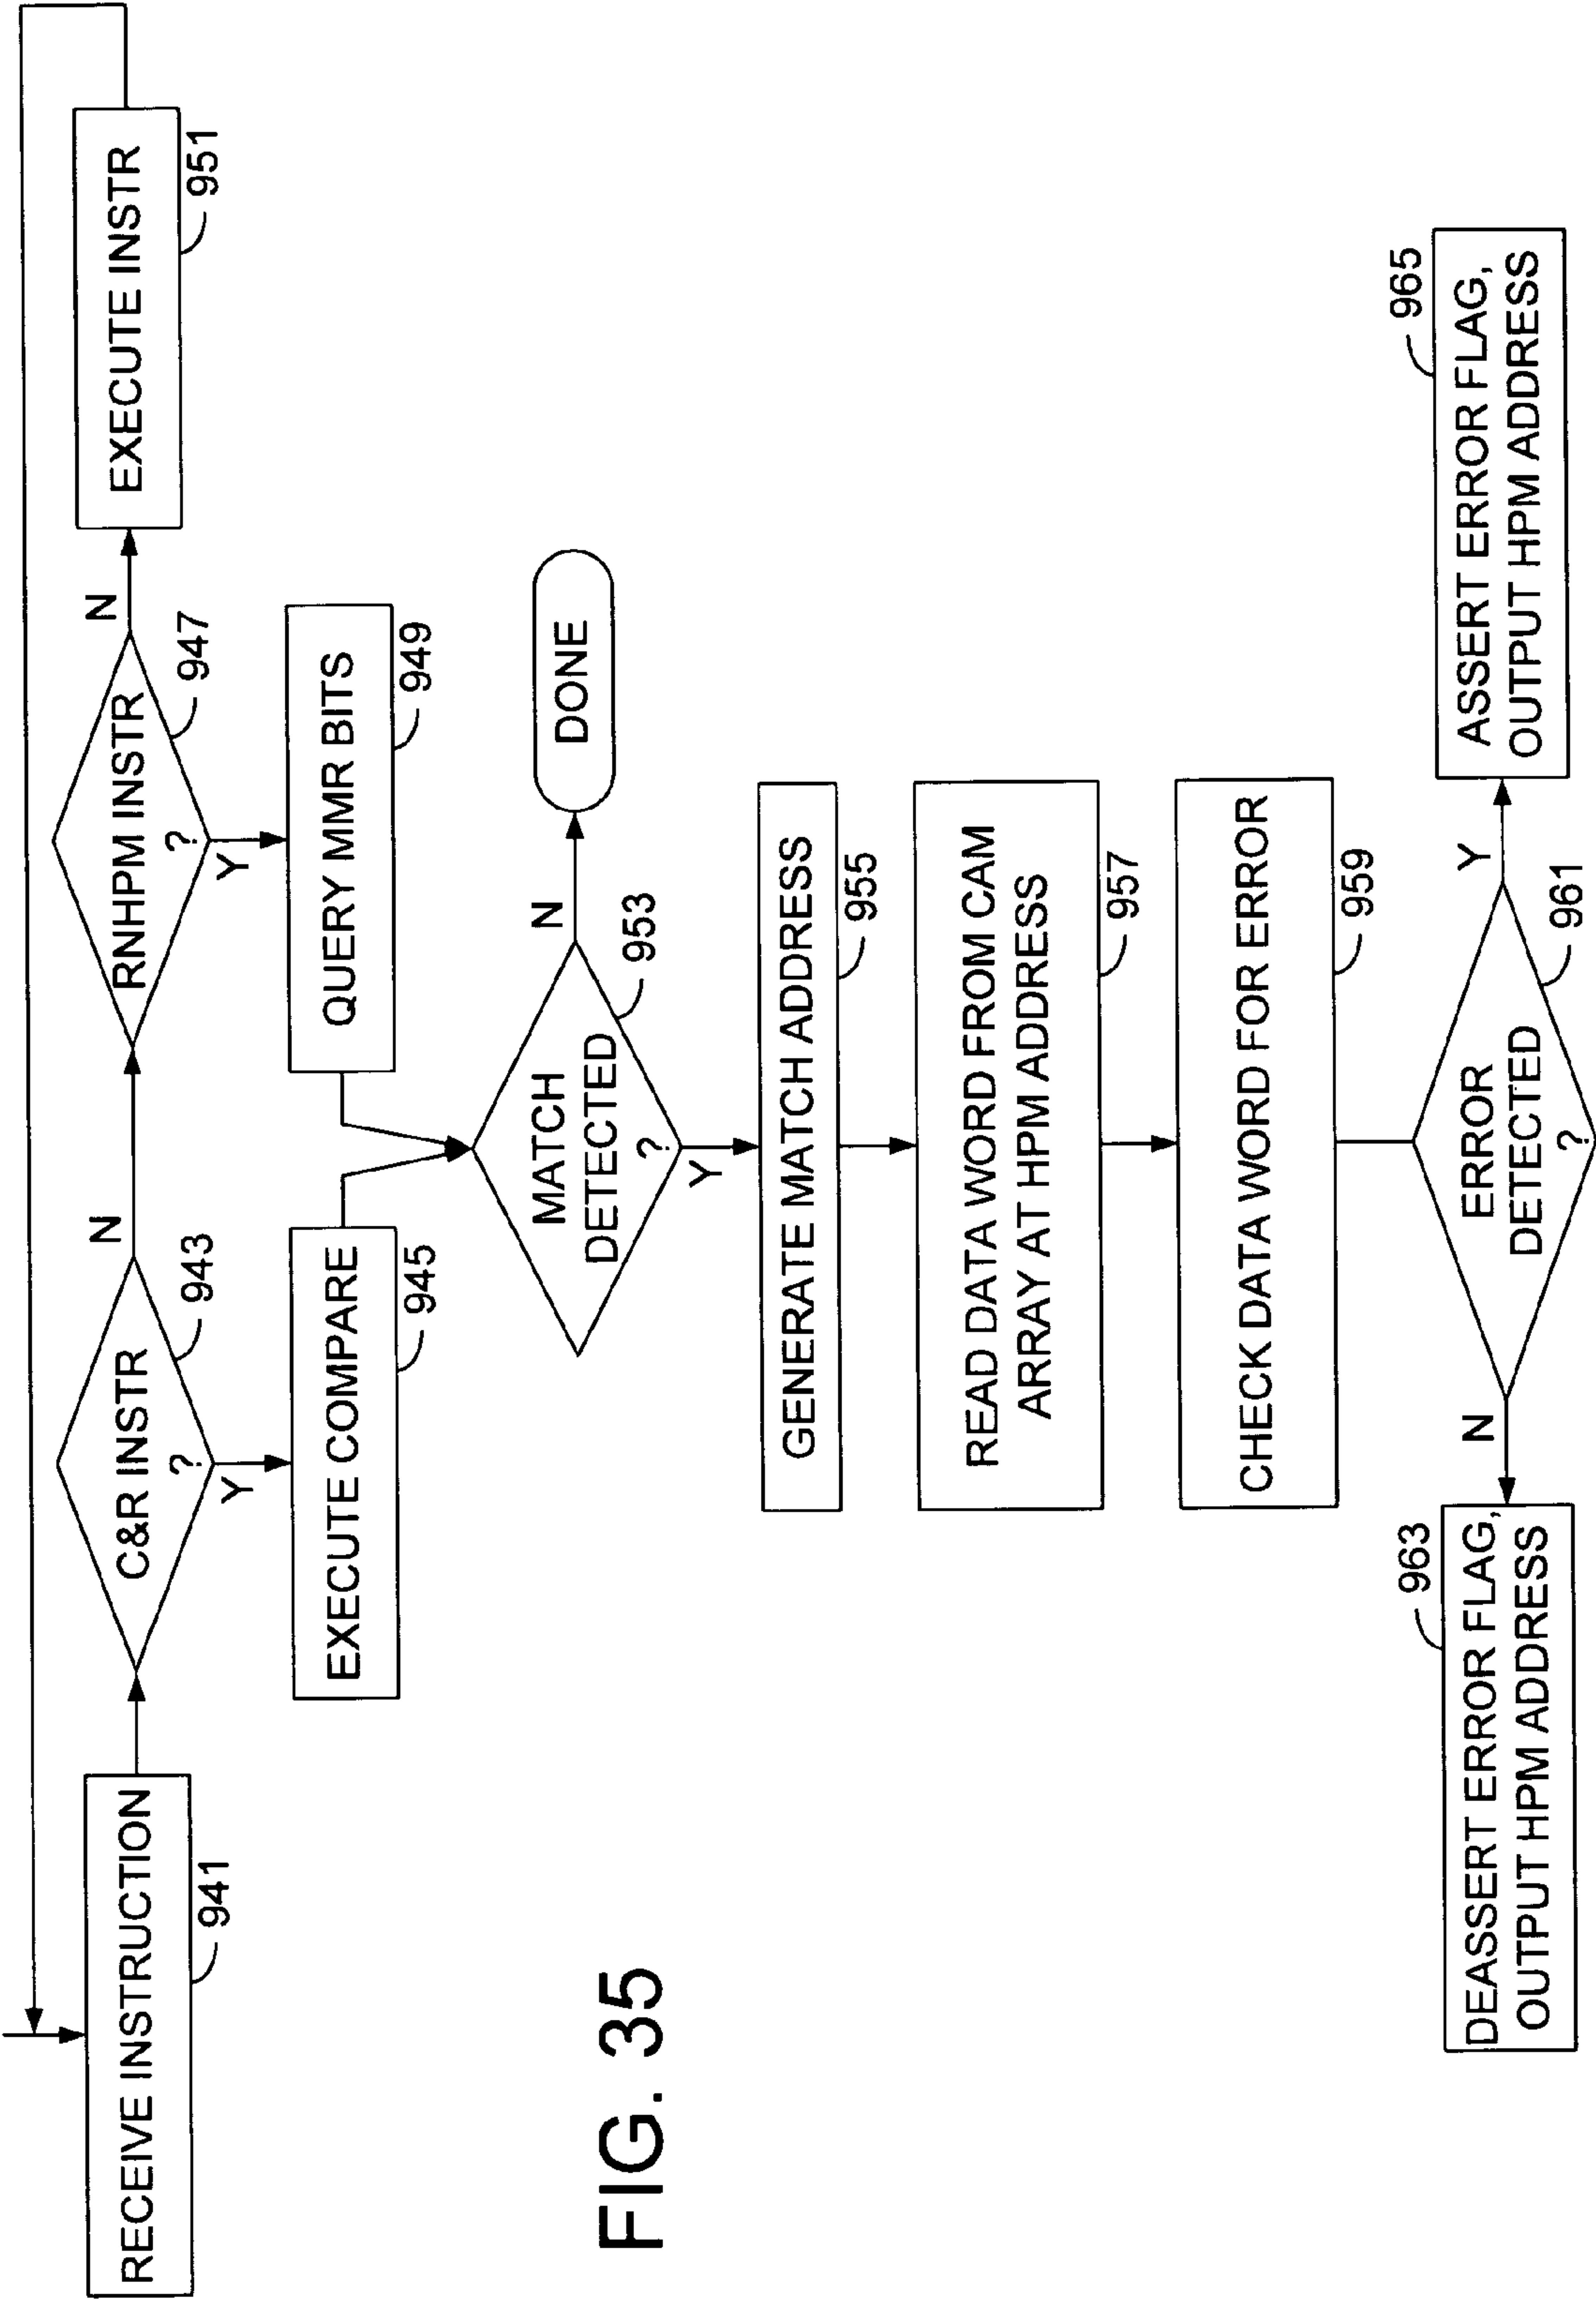 RECEIVE INSTRUCTION
941
C&R INSTR
?
943
N
Y
RNHPM INSTR
?
947
N
Y
EXECUTE INSTR
951
EXECUTE COMPARE
945
QUERY MMR BITS
949
MATCH
DETECTED
?
953
N
Y
DONE
GENERATE MATCH ADDRESS
955
READ DATA WORD FROM CAM
ARRAY AT HPM ADDRESS
957
CHECK DATA WORD FOR ERROR
959
ERROR
DETECTED
?
961
N
Y
963
DEASSERT ERROR FLAG,
OUTPUT HPM ADDRESS
965
ASSERT ERROR FLAG,
OUTPUT HPM ADDRESS
FIG. 35